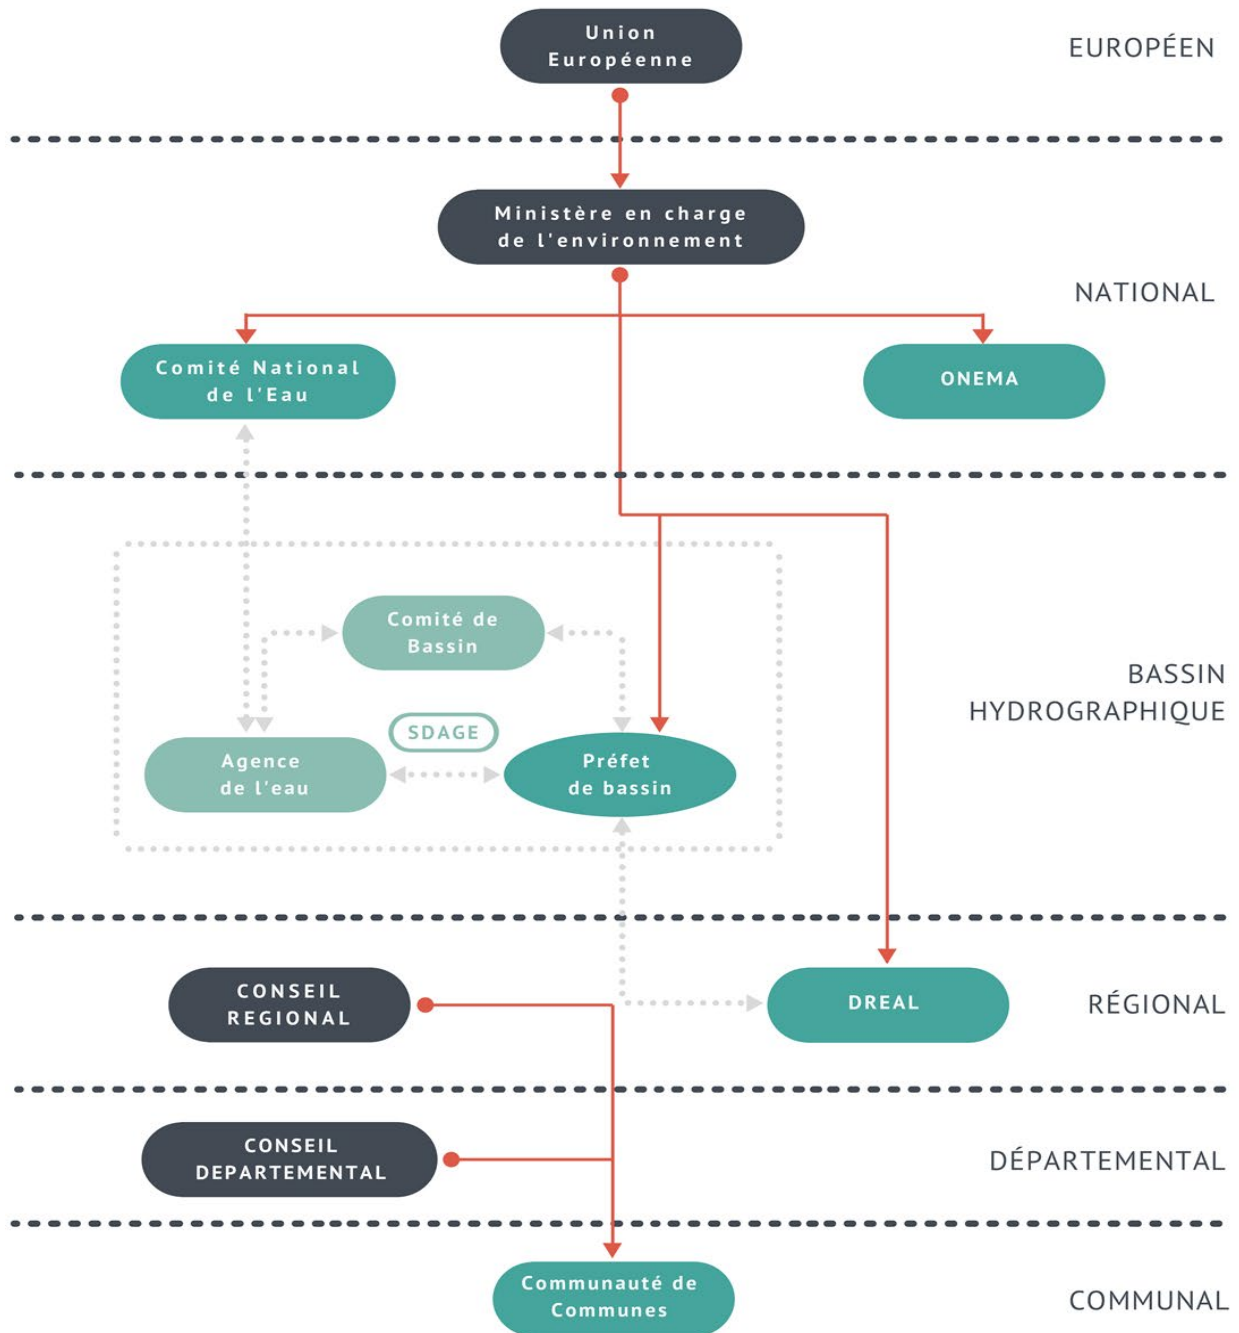 Union
Européenne
EUROPÉEN
Ministère en charge
de l'environnement
NATIONAL
Comité National
de l'Eau
ONEMA
Comité de
Bassin
BASSIN
HYDROGRAPHIQUE
SDAGE
Agence
de l'eau
Préfet
de bassin
CONSEIL
REGIONAL
DREAL
RÉGIONAL
CONSEIL
DEPARTEMENTAL
DÉPARTEMENTAL
Communauté de
Communes
COMMUNAL